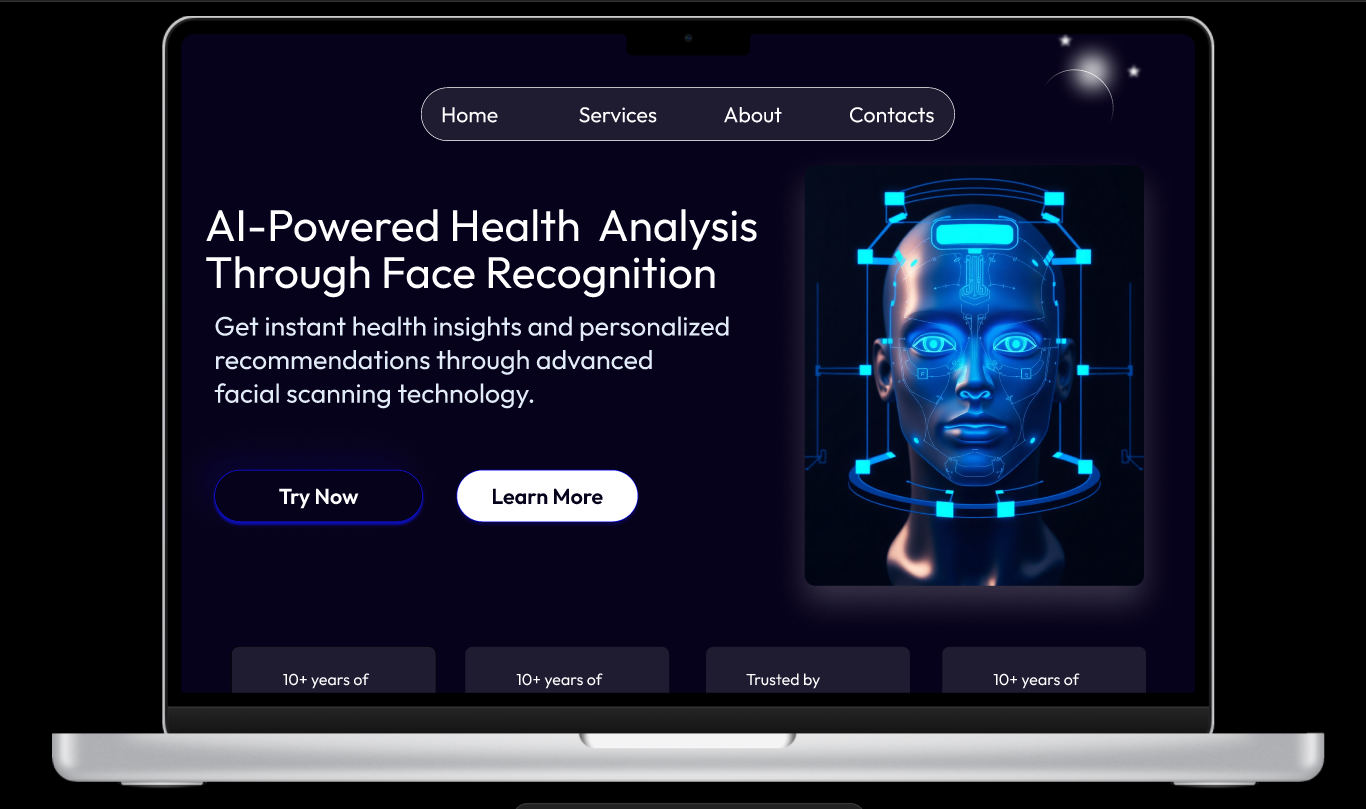 Home Services About Contacts
AI-Powered Health Analysis
Through Face Recognition
Get instant health insights and personalized
recommendations through advanced
facial scanning technology.
Try Now Learn More
10+ years of 10+ years of Trusted by 10+ years of